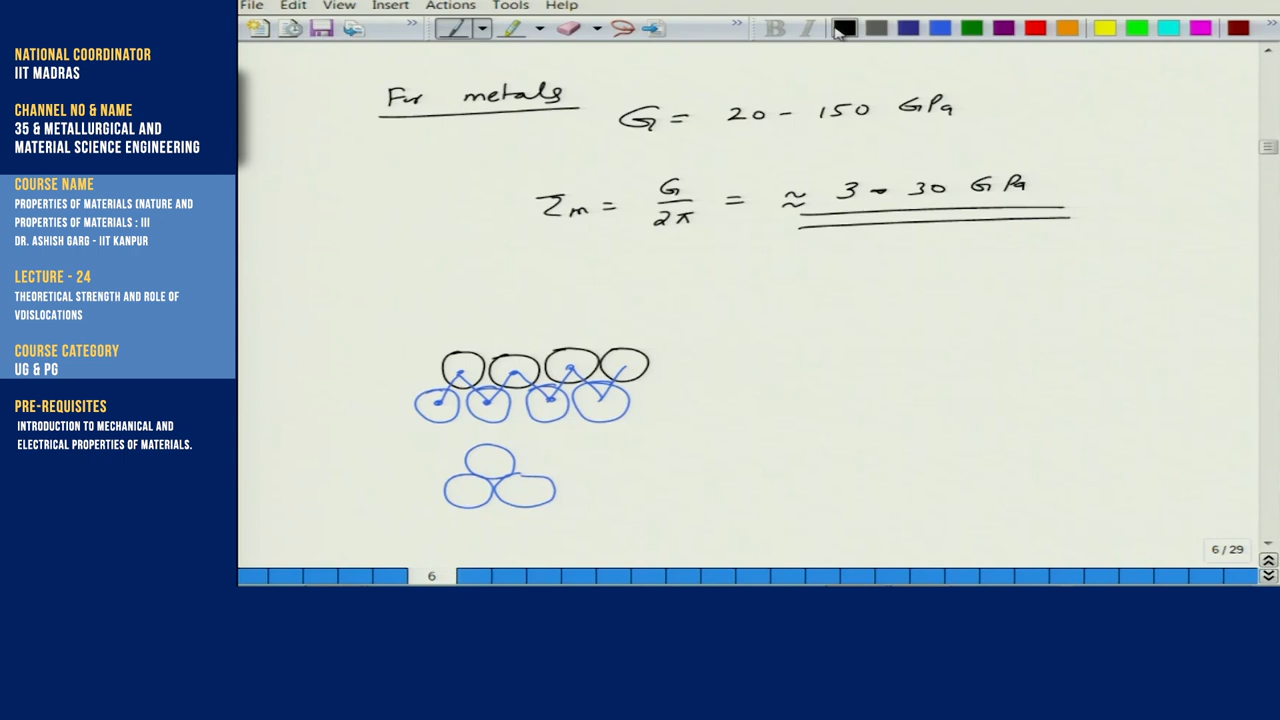 File Edit View Insert Actions Tools Help
B I
NATIONAL COORDINATOR
IIT MADRAS
CHANNEL NO & NAME
35 & METALLURGICAL AND
MATERIAL SCIENCE ENGINEERING
COURSE NAME
PROPERTIES OF MATERIALS (NATURE AND
PROPERTIES OF MATERIALS : III
DR. ASHISH GARG - IIT KANPUR
LECTURE - 24
THEORETICAL STRENGTH AND ROLE OF
VDISLOCATIONS
COURSE CATEGORY
UG & PG
PRE-REQUISITES
INTRODUCTION TO MECHANICAL AND
ELECTRICAL PROPERTIES OF MATERIALS.
For metals G = 20 - 150 GPa
τm = G/2π = ≈ 3 - 30 GPa
6 / 29
6